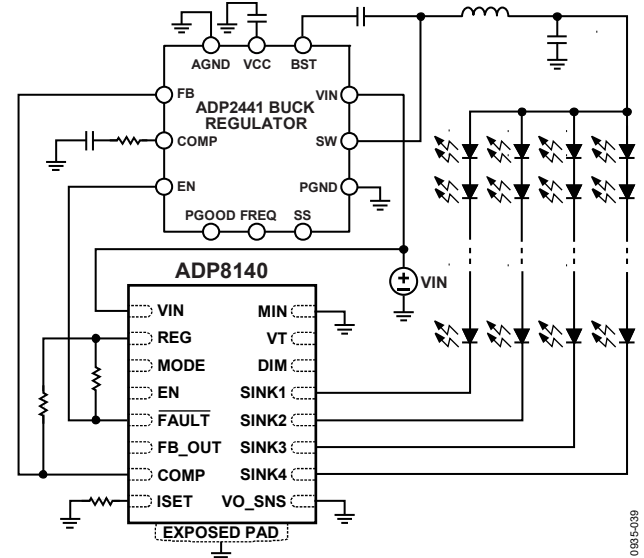 AGND VCC BST
FB VIN
ADP2441 BUCK
REGULATOR
COMP SW
EN PGND
PGOOD FREQ SS
VIN
ADP8140
VIN MIN
REG VT
MODE DIM
EN SINK1
FAULT SINK2
FB_OUT SINK3
COMP SINK4
ISET VO_SNS
EXPOSED PAD
0935-039